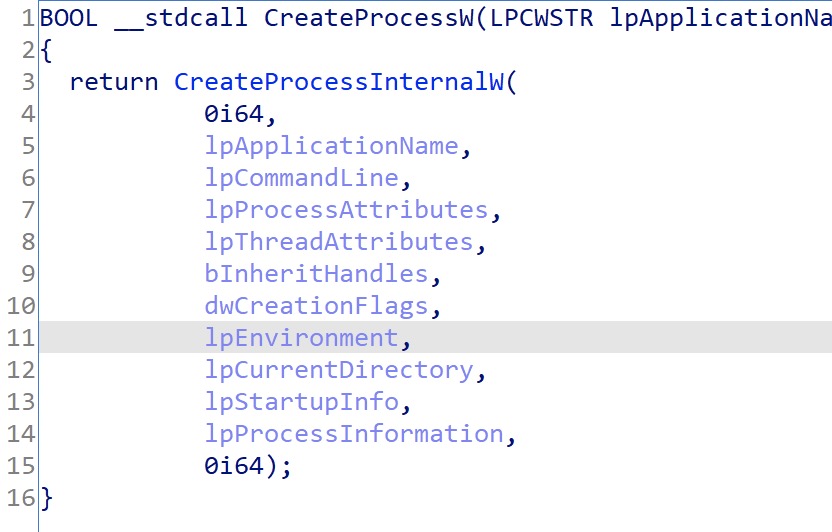 1 BOOL __stdcall CreateProcessW(LPCWSTR lpApplicationNa
2 {
3   return CreateProcessInternalW(
4            0i64,
5            lpApplicationName,
6            lpCommandLine,
7            lpProcessAttributes,
8            lpThreadAttributes,
9            bInheritHandles,
10            dwCreationFlags,
11            lpEnvironment,
12            lpCurrentDirectory,
13            lpStartupInfo,
14            lpProcessInformation,
15            0i64);
16 }